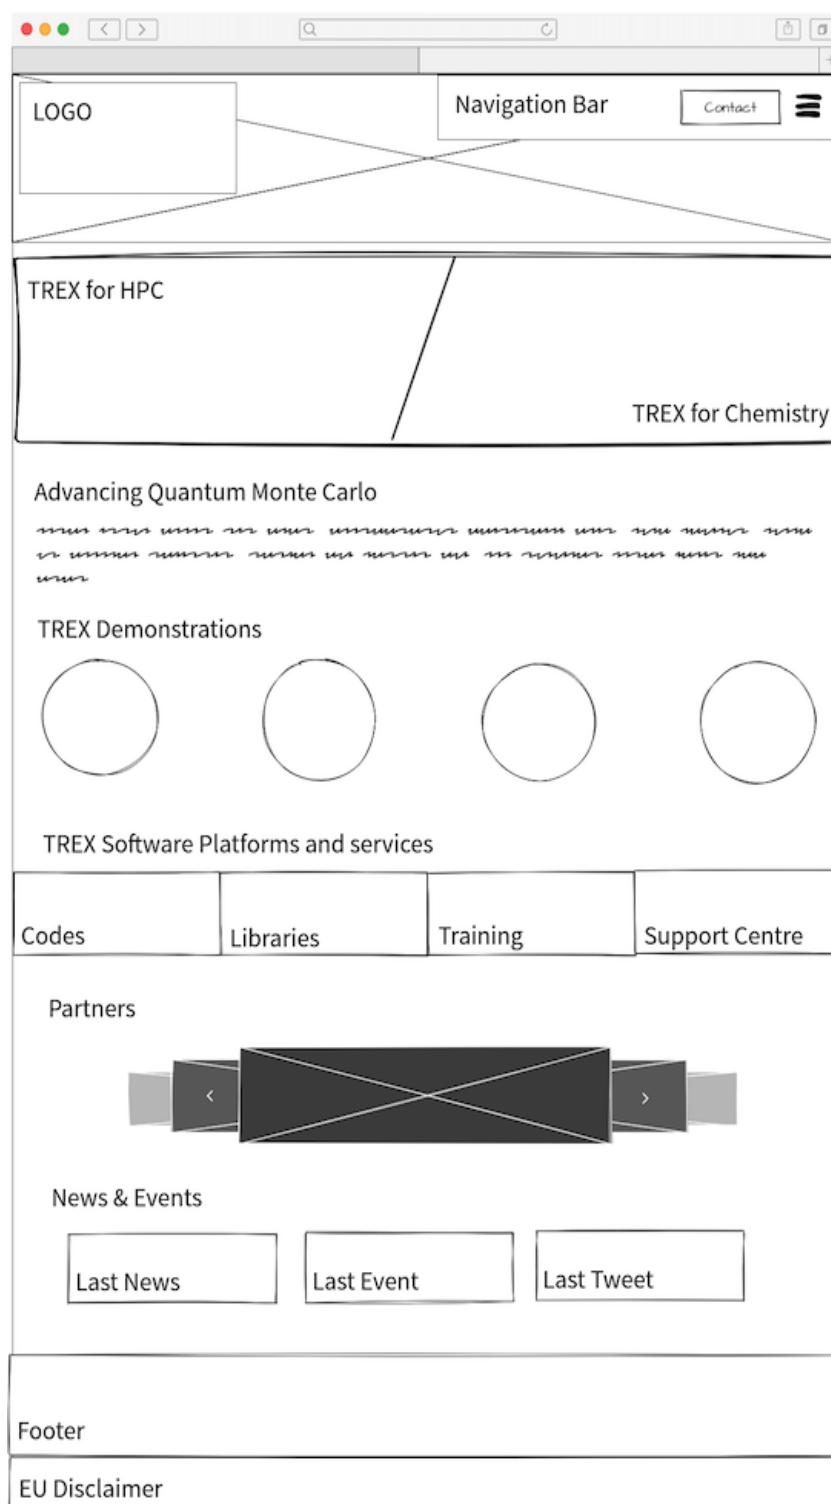 LOGO
Navigation Bar
Contact
TREX for HPC
TREX for Chemistry
Advancing Quantum Monte Carlo
TREX Demonstrations
TREX Software Platforms and services
Codes
Libraries
Training
Support Centre
Partners
News & Events
Last News
Last Event
Last Tweet
Footer
EU Disclaimer